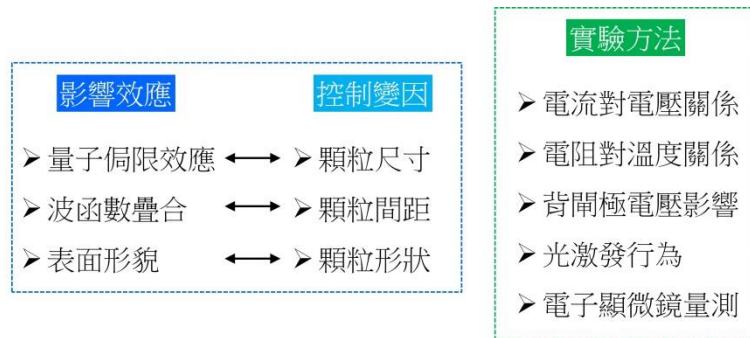 影響效應
控制變因
量子侷限效應
顆粒尺寸
波函數疊合
顆粒間距
表面形貌
顆粒形狀
實驗方法
電流對電壓關係
電阻對溫度關係
背閘極電壓影響
光激發行為
電子顯微鏡量測